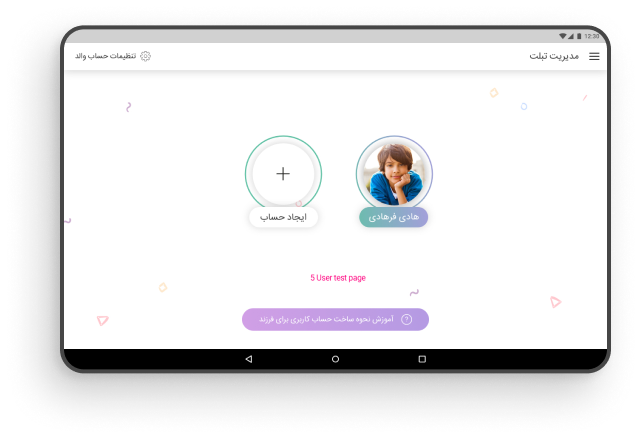 12:30
مدیریت تبلت
تنظیمات حساب والد
هادی فرهادی
ایجاد حساب
5 User test page
آموزش نحوه ساخت حساب کاربری برای فرزند